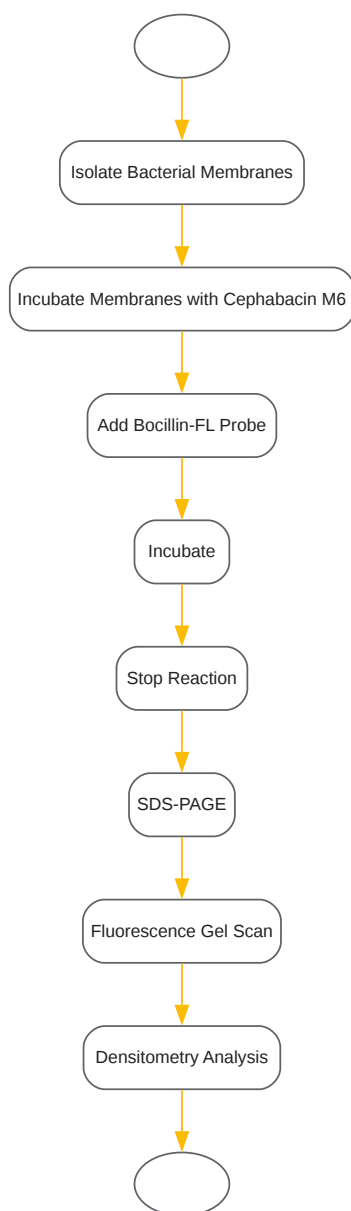 Isolate Bacterial Membranes
Incubate Membranes with Cephabacin M6
Add Bocillin-FL Probe
Incubate
Stop Reaction
SDS-PAGE
Fluorescence Gel Scan
Densitometry Analysis